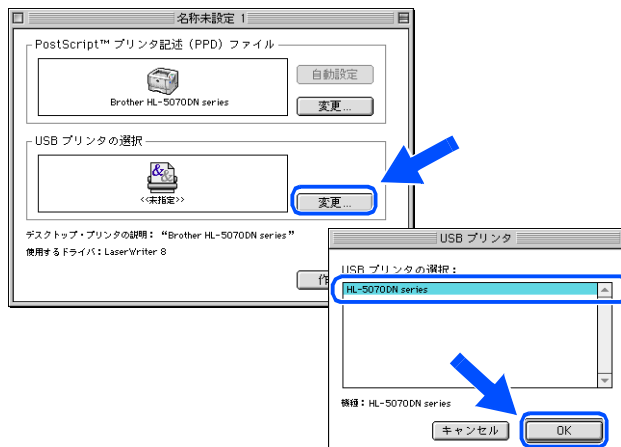 名称未設定 1
PostScript™ プリンタ記述（PPD）ファイル
Brother HL-5070DN series
自動設定
変更...
USB プリンタの選択
<<未指定>>
変更...
デスクトップ・プリンタの説明： “Brother HL-5070DN series”
使用するドライバ：LaserWriter 8
USB プリンタ
USB プリンタの選択：
HL-5070DN series
機種：HL-5070DN series
キャンセル
OK